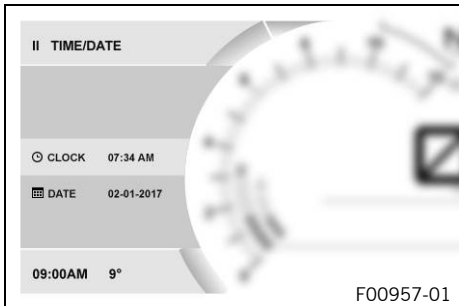 II TIME/DATE
CLOCK 07:34 AM
DATE 02-01-2017
09:00AM 9°
F00957-01